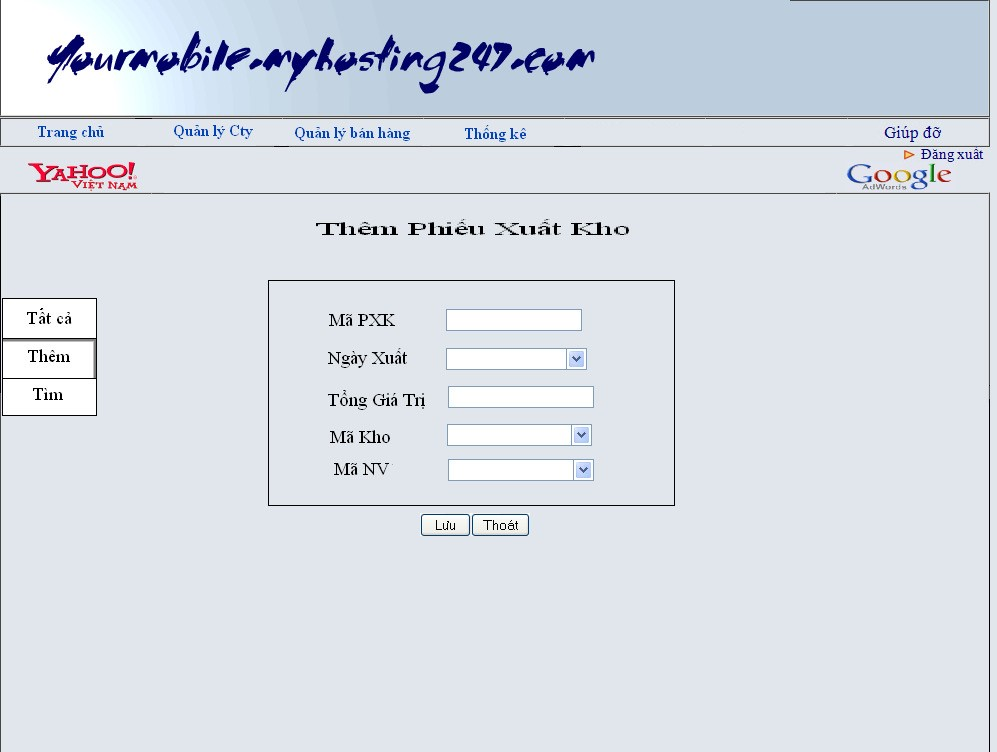 Yourmobile.myhosting247.com
Trang chủ Quản lý Cty Quản lý bán hàng Thống kê Giúp đỡ
Đăng xuất
YAHOO! VIỆT NAM
Google AdWords
Thêm Phiếu Xuất Kho
Tất cả
Thêm
Tìm
Mã PXK
Ngày Xuất
Tổng Giá Trị
Mã Kho
Mã NV
Lưu Thoát